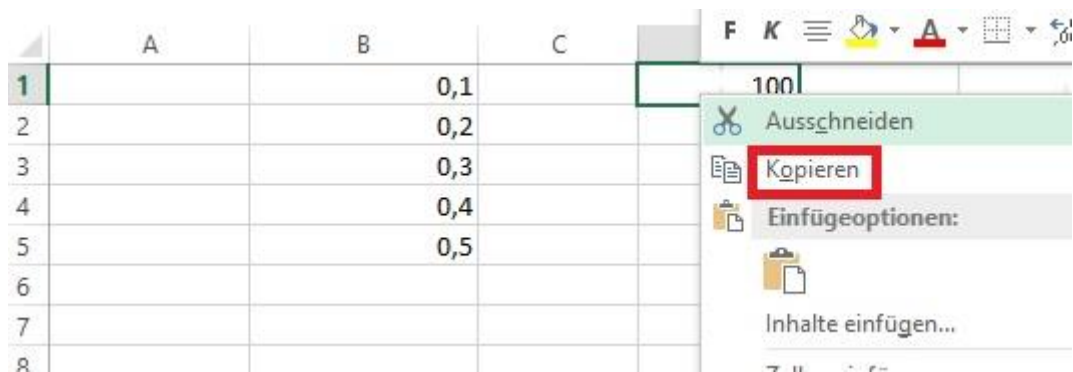 F K A
A B C
1 0,1 100
2 0,2 Ausschneiden
3 0,3 Kopieren
4 0,4 Einfügeoptionen:
5 0,5
6
7 Inhalte einfügen...
8